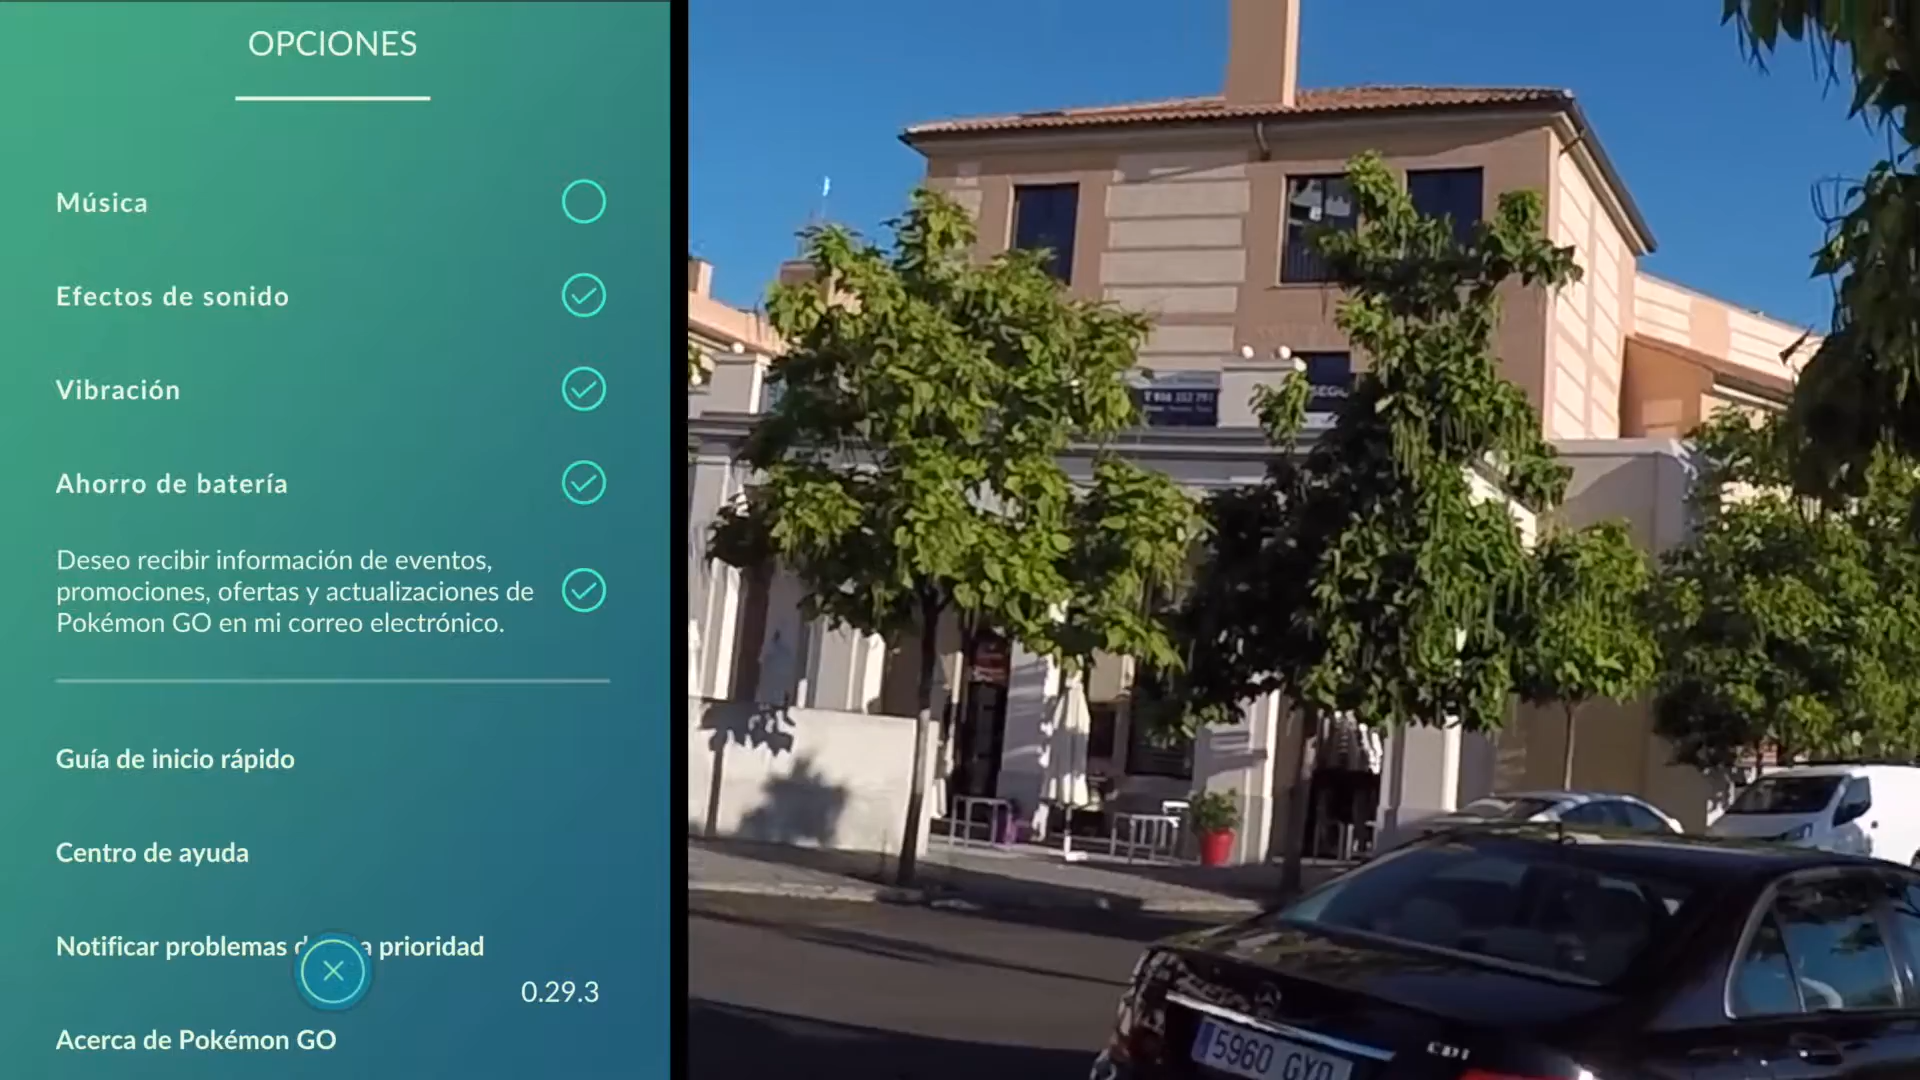 OPCIONES
Música
Efectos de sonido
Vibración
Ahorro de batería
Deseo recibir información de eventos,
promociones, ofertas y actualizaciones de
Pokémon GO en mi correo electrónico.
Guía de inicio rápido
Centro de ayuda
Notificar problemas prioridad
0.29.3
Acerca de Pokémon GO
CDI
5960 GYD